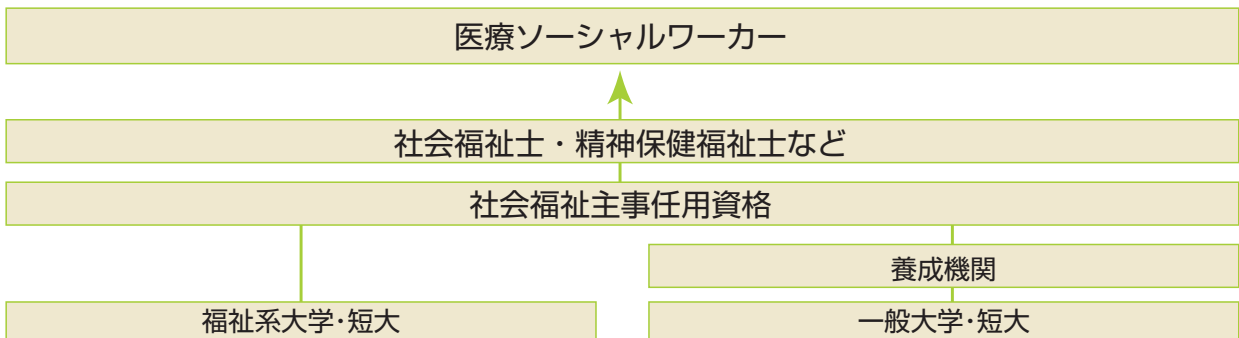 医療ソーシャルワーカー
社会福祉士・精神保健福祉士など
社会福祉主事任用資格
養成機関
福祉系大学・短大
一般大学・短大